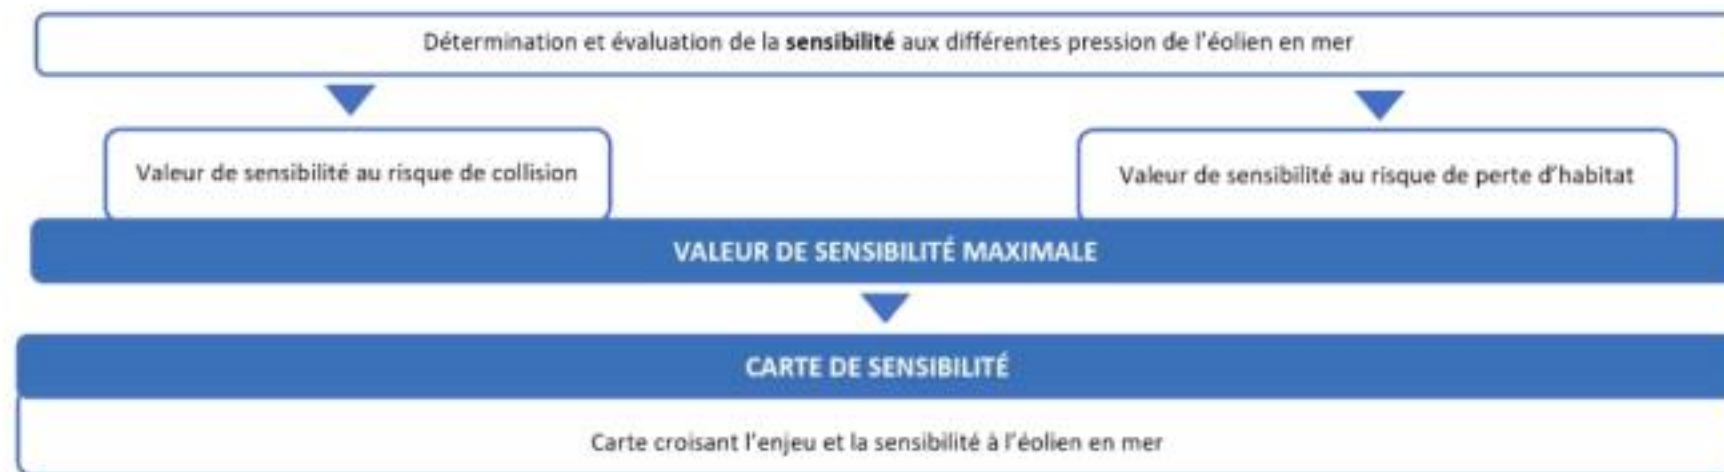 Détermination et évaluation de la sensibilité aux différentes pression de l'éolien en mer
Valeur de sensibilité au risque de collision
Valeur de sensibilité au risque de perte d'habitat
VALEUR DE SENSIBILITÉ MAXIMALE
CARTE DE SENSIBILITÉ
Carte croisant l'enjeu et la sensibilité à l'éolien en mer